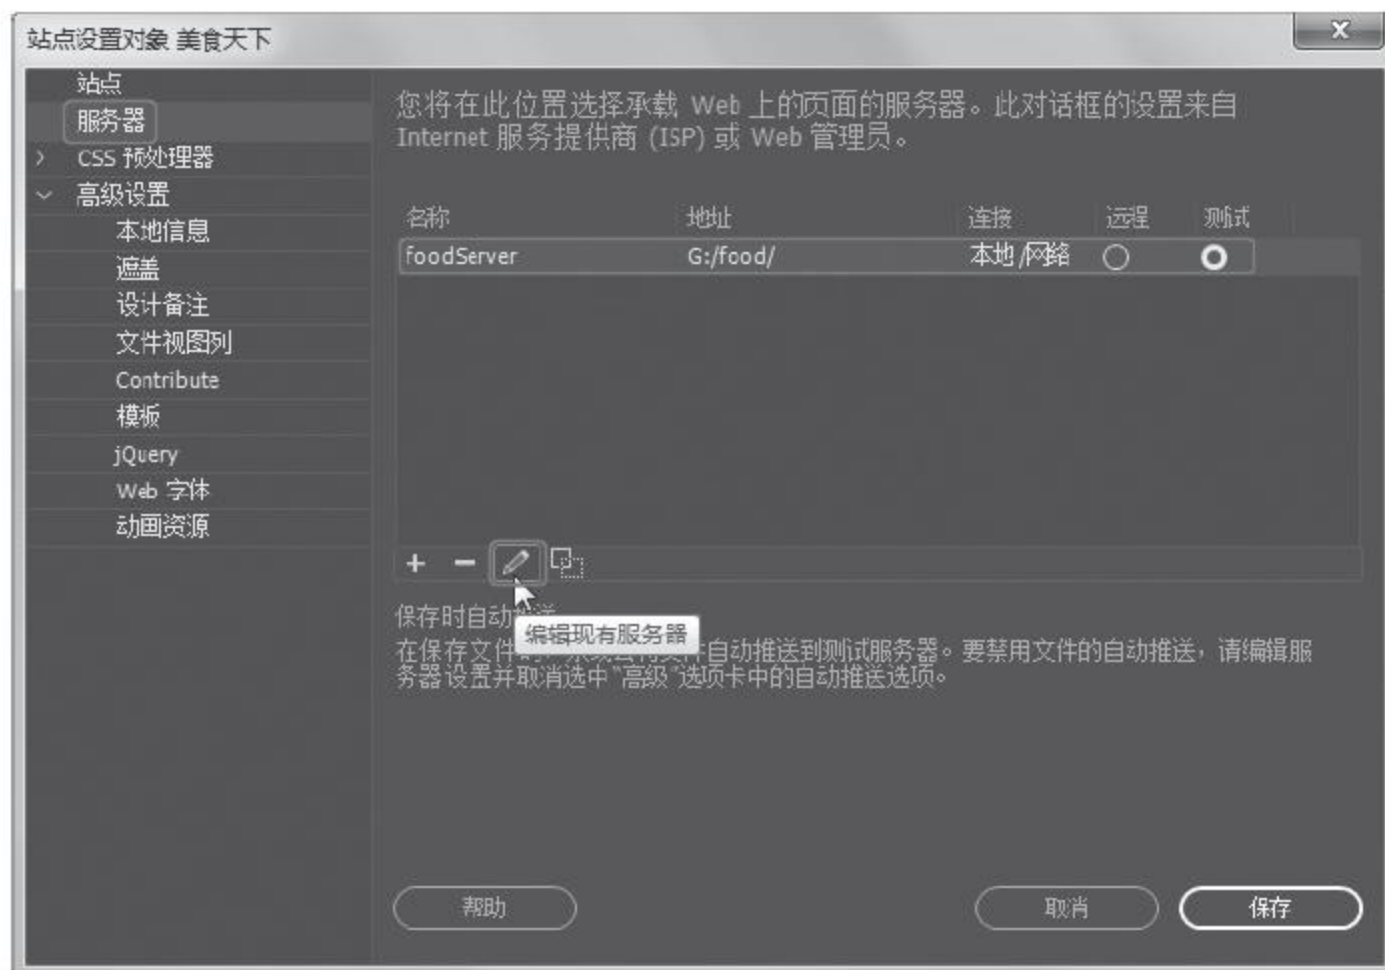 站点设置对象 美食天下
x
站点
服务器
CSS 预处理器
高级设置
本地信息
遮盖
设计备注
文件视图列
Contribute
模板
jQuery
Web 字体
动画资源
您将在此位置选择承载 Web 上的页面的服务器。此对话框的设置来自
Internet 服务提供商 (ISP) 或 Web 管理员。
名称 地址 连接 远程 测试
foodServer G:/food/ 本地/网络
保存时自动推送
编辑现有服务器
在保存文件 自动推送到测试服务器。要禁用文件的自动推送，请编辑服
务器设置并取消选中“高级”选项卡中的自动推送选项。
帮助 取消 保存